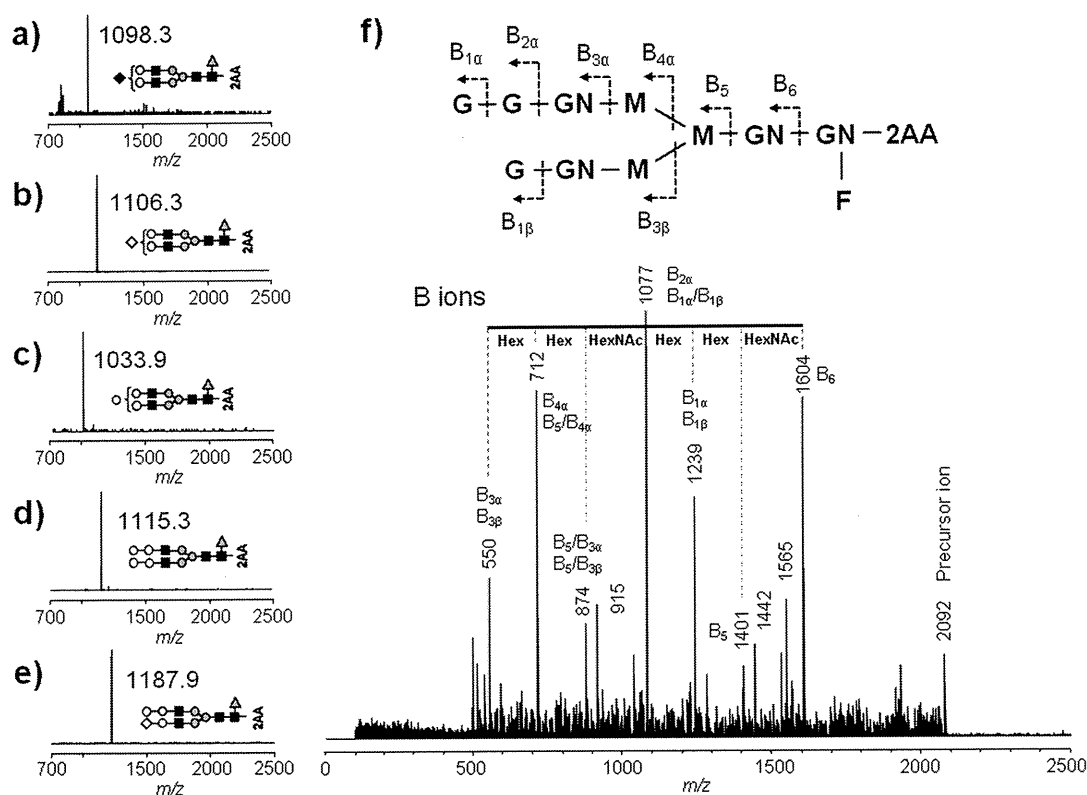 a)
1098.3
2AA
700 1500 2000 2500
m/z
b)
1106.3
2AA
700 1500 2000 2500
m/z
c)
1033.9
2AA
700 1500 2000 2500
m/z
d)
1115.3
2AA
700 1500 2000 2500
m/z
e)
1187.9
2AA
700 1500 2000 2500
m/z
f)
B1α B2α B3α B4α B5 B6
G G GN M
M GN GN 2AA
G GN M
F
B1β B3β
B ions
1077
B2α
B1α/B1β
Hex Hex HexNAc Hex Hex HexNAc
712
B4α
B5/B4α
1604
B6
B1α
B1β
1239
B3α
B3β
550
B5/B3α
B5/B3β
874
915
B5
1401
1442
1565
2092
Precursor ion
0 500 1000 1500 2000 2500
m/z